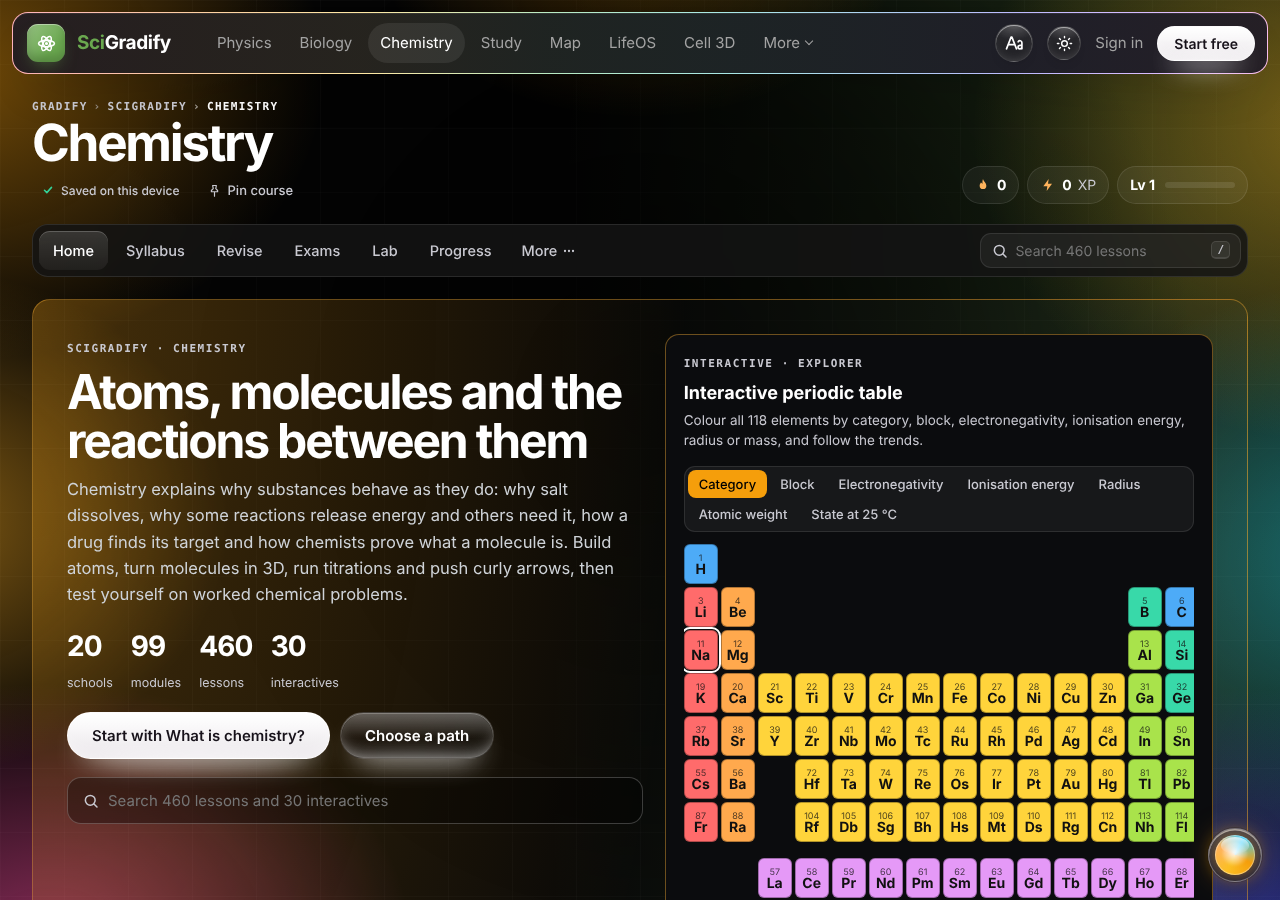 SciGradify Physics Biology Chemistry Study Map LifeOS Cell 3D More Aa Sign in Start free
GRADIFY › SCIGRADIFY › CHEMISTRY
Chemistry
Saved on this device Pin course 0 0 XP Lv 1
Home Syllabus Revise Exams Lab Progress More ··· Search 460 lessons /
SCIGRADIFY · CHEMISTRY
Atoms, molecules and the
reactions between them
Chemistry explains why substances behave as they do: why salt
dissolves, why some reactions release energy and others need it, how a
drug finds its target and how chemists prove what a molecule is. Build
atoms, turn molecules in 3D, run titrations and push curly arrows, then
test yourself on worked chemical problems.
20 99 460 30
schools modules lessons interactives
Start with What is chemistry? Choose a path
Search 460 lessons and 30 interactives
INTERACTIVE · EXPLORER
Interactive periodic table
Colour all 118 elements by category, block, electronegativity, ionisation energy,
radius or mass, and follow the trends.
Category Block Electronegativity Ionisation energy Radius
Atomic weight State at 25 °C
1
H
3 4 5 6
Li Be B C
11 12 13 14
Na Mg Al Si
19 20 21 22 23 24 25 26 27 28 29 30 31 32
K Ca Sc Ti V Cr Mn Fe Co Ni Cu Zn Ga Ge
37 38 39 40 41 42 43 44 45 46 47 48 49 50
Rb Sr Y Zr Nb Mo Tc Ru Rh Pd Ag Cd In Sn
55 56 72 73 74 75 76 77 78 79 80 81 82
Cs Ba Hf Ta W Re Os Ir Pt Au Hg Tl Pb
87 88 104 105 106 107 108 109 110 111 112 113 114
Fr Ra Rf Db Sg Bh Hs Mt Ds Rg Cn Nh Fl
57 58 59 60 61 62 63 64 65 66 67 68
La Ce Pr Nd Pm Sm Eu Gd Tb Dy Ho Er